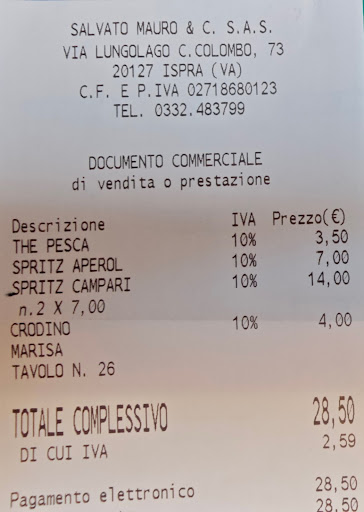 SALVATO MAURO & C. S.A.S.
VIA LUNGOLAGO C.COLOMBO, 73
20127 ISPRA (VA)
C.F. E P.IVA 02718680123
TEL. 0332.483799
DOCUMENTO COMMERCIALE
di vendita o prestazione
Descrizione IVA Prezzo(€)
THE PESCA 10% 3,50
SPRITZ APEROL 10% 7,00
SPRITZ CAMPARI 10% 14,00
n.2 X 7,00
CRODINO 10% 4,00
MARISA
TAVOLO N. 26
TOTALE COMPLESSIVO 28,50
DI CUI IVA 2,59
Pagamento elettronico 28,50
28,50